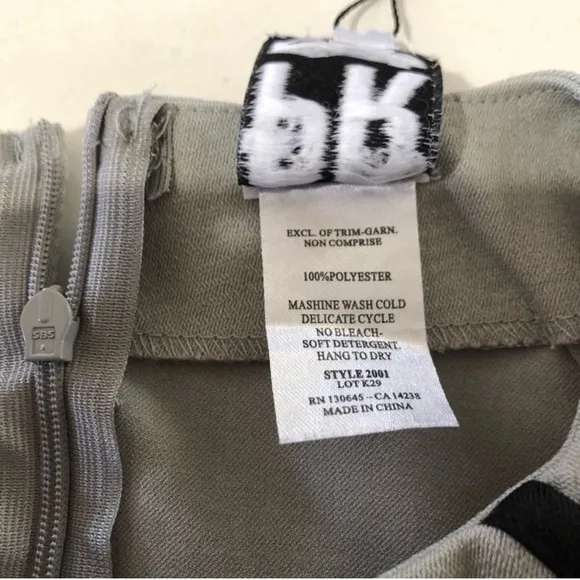 EXCL. OF TRIM-GARN.
NON COMPRISE
100%POLYESTER
MASHINE WASH COLD
DELICATE CYCLE
NO BLEACH-
SOFT DETERGENT.
HANG TO DRY
STYLE 2001
LOT K29
RN 130645 – CA 14238
MADE IN CHINA
SBS